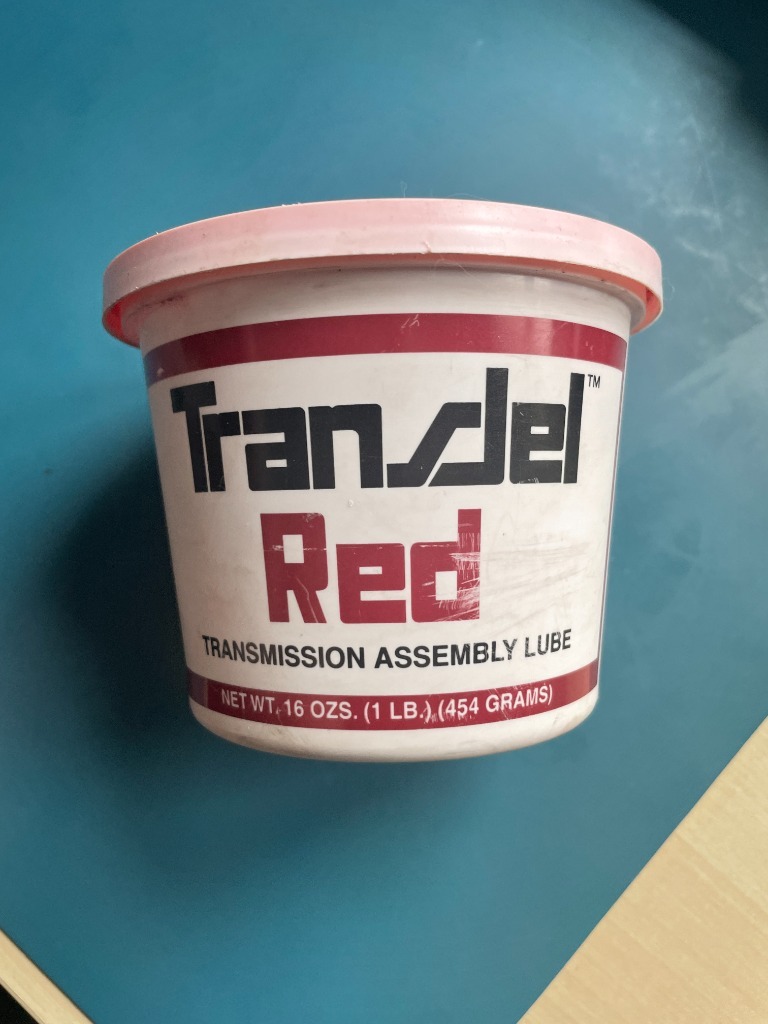 TransJel™
Red
TRANSMISSION ASSEMBLY LUBE
NET WT. 16 OZS. (1 LB.) (454 GRAMS)